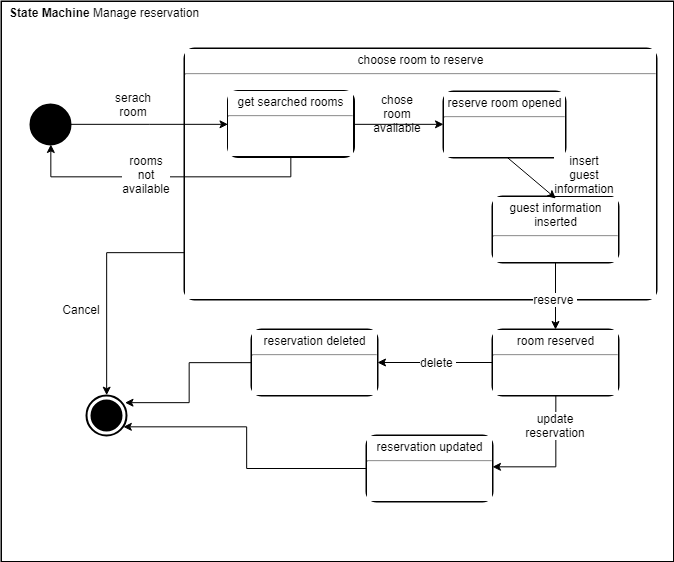 State Machine Manage reservation
choose room to reserve
serach
room
get searched rooms
chose
room
available
reserve room opened
rooms
not
available
insert
guest
information
guest information
inserted
Cancel
reserve
reservation deleted
delete
room reserved
update
reservation
reservation updated